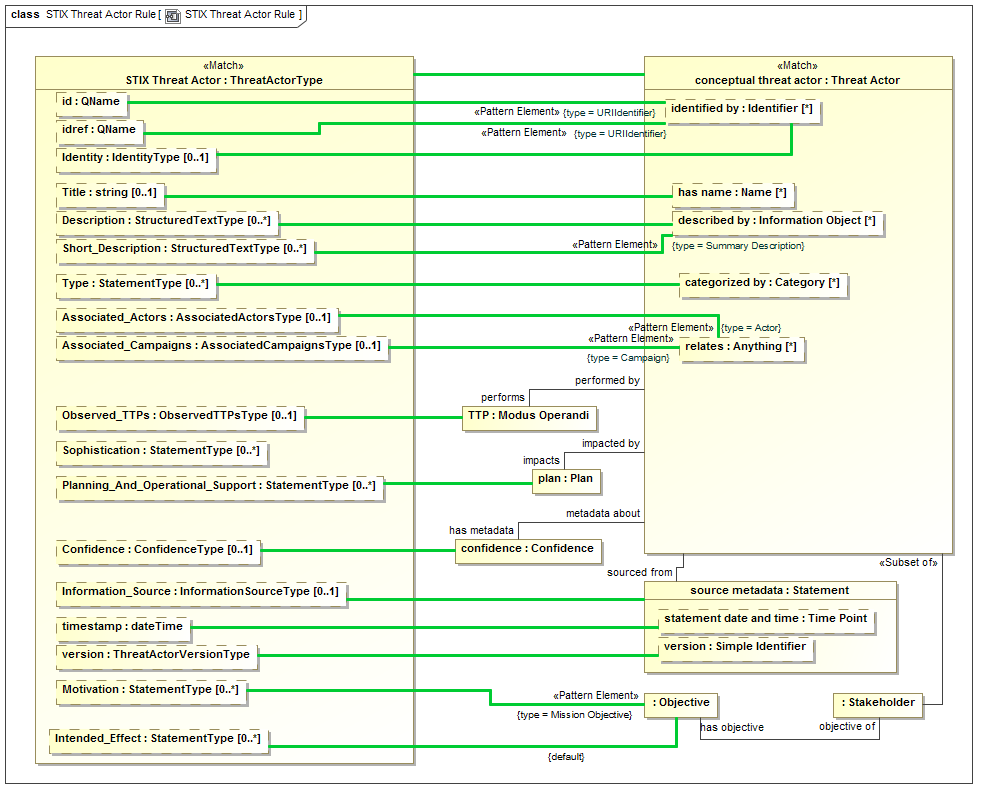 class STIX Threat Actor Rule [ STIX Threat Actor Rule ]
«Match»
STIX Threat Actor : ThreatActorType
«Match»
conceptual threat actor : Threat Actor
id : QName
identified by : Identifier [*]
«Pattern Element» {type = URIIdentifier}
idref : QName
«Pattern Element» {type = URIIdentifier}
Identity : IdentityType [0..1]
Title : string [0..1]
has name : Name [*]
Description : StructuredTextType [0..*]
described by : Information Object [*]
Short_Description : StructuredTextType [0..*]
«Pattern Element» {type = Summary Description}
Type : StatementType [0..*]
categorized by : Category [*]
Associated_Actors : AssociatedActorsType [0..1]
«Pattern Element» {type = Actor}
«Pattern Element»
Associated_Campaigns : AssociatedCampaignsType [0..1]
relates : Anything [*]
{type = Campaign}
performed by
performs
Observed_TTPs : ObservedTTPsType [0..1]
TTP : Modus Operandi
impacted by
Sophistication : StatementType [0..*]
impacts
plan : Plan
Planning_And_Operational_Support : StatementType [0..*]
metadata about
has metadata
Confidence : ConfidenceType [0..1]
confidence : Confidence
«Subset of»
sourced from
Information_Source : InformationSourceType [0..1]
source metadata : Statement
timestamp : dateTime
statement date and time : Time Point
version : ThreatActorVersionType
version : Simple Identifier
Motivation : StatementType [0..*]
«Pattern Element»
{type = Mission Objective}
: Objective
: Stakeholder
has objective
objective of
Intended_Effect : StatementType [0..*]
{default}